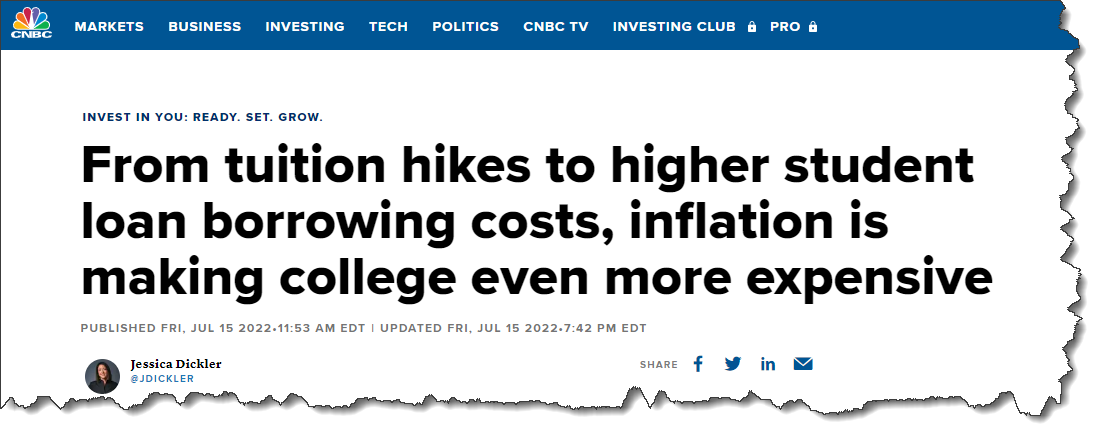 CNBC MARKETS BUSINESS INVESTING TECH POLITICS CNBC TV INVESTING CLUB PRO
INVEST IN YOU: READY. SET. GROW.
From tuition hikes to higher student
loan borrowing costs, inflation is
making college even more expensive
PUBLISHED FRI, JUL 15 2022•11:53 AM EDT | UPDATED FRI, JUL 15 2022•7:42 PM EDT
Jessica Dickler
@JDICKLER
SHARE